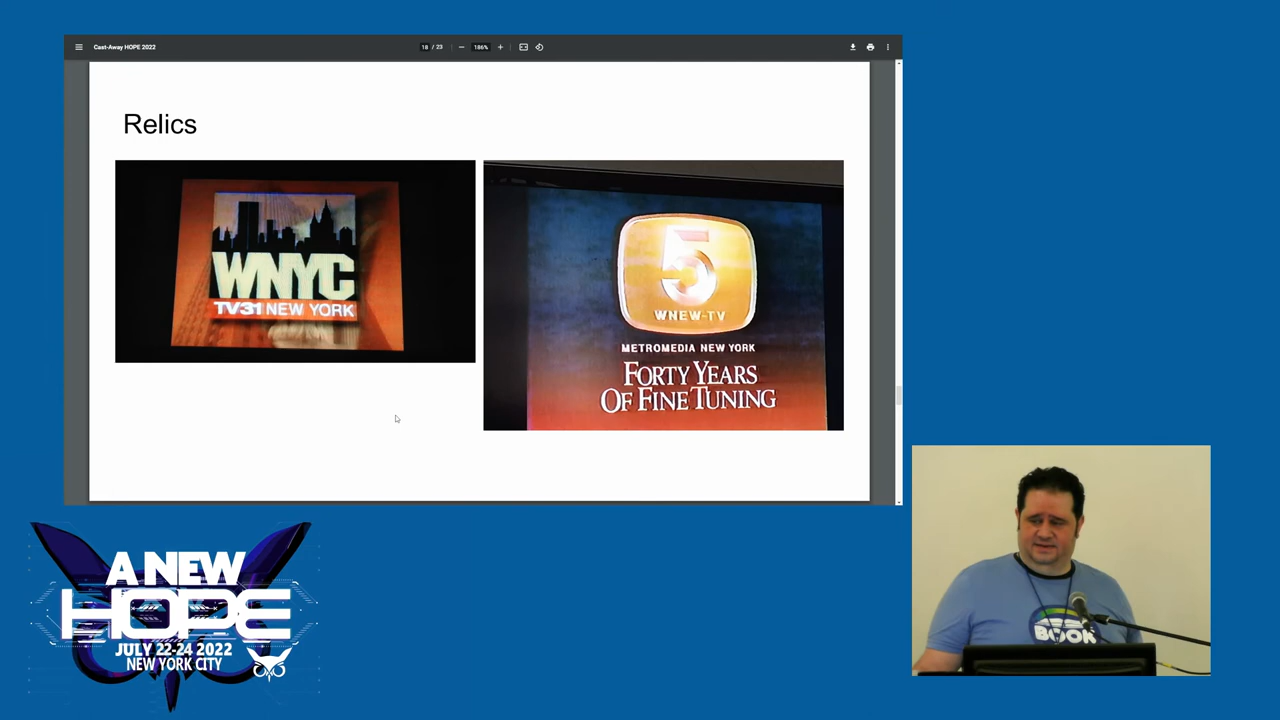 Cast-Away HOPE 2022
18 / 23
186%
Relics
WNYC
TV31 NEW YORK
5
WNEW-TV
METROMEDIA NEW YORK
FORTY YEARS
OF FINE TUNING
A NEW
HOPE
JULY 22-24 2022
NEW YORK CITY
BOOK